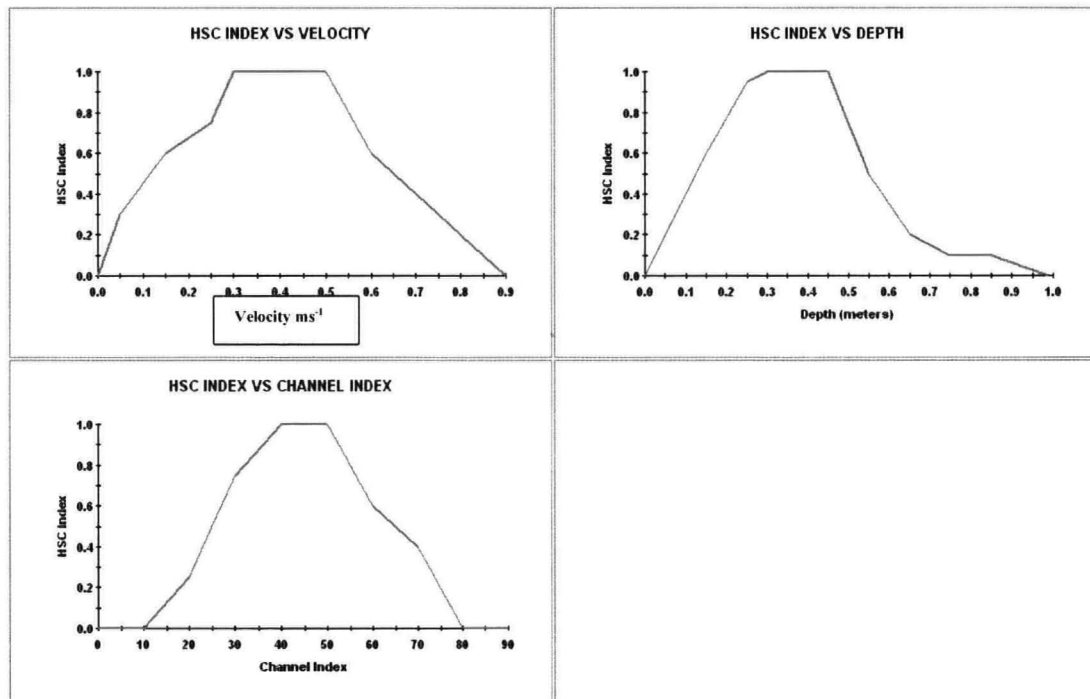 HSC INDEX VS VELOCITY
HSC Index
1.0
0.8
0.6
0.4
0.2
0.0
0.0 0.1 0.2 0.3 0.4 0.5 0.6 0.7 0.8 0.9
Velocity ms⁻¹
HSC INDEX VS DEPTH
HSC Index
1.0
0.8
0.6
0.4
0.2
0.0
0.0 0.1 0.2 0.3 0.4 0.5 0.6 0.7 0.8 0.9 1.0
Depth (meters)
HSC INDEX VS CHANNEL INDEX
HSC Index
1.0
0.8
0.6
0.4
0.2
0.0
0 10 20 30 40 50 60 70 80 90
Channel Index